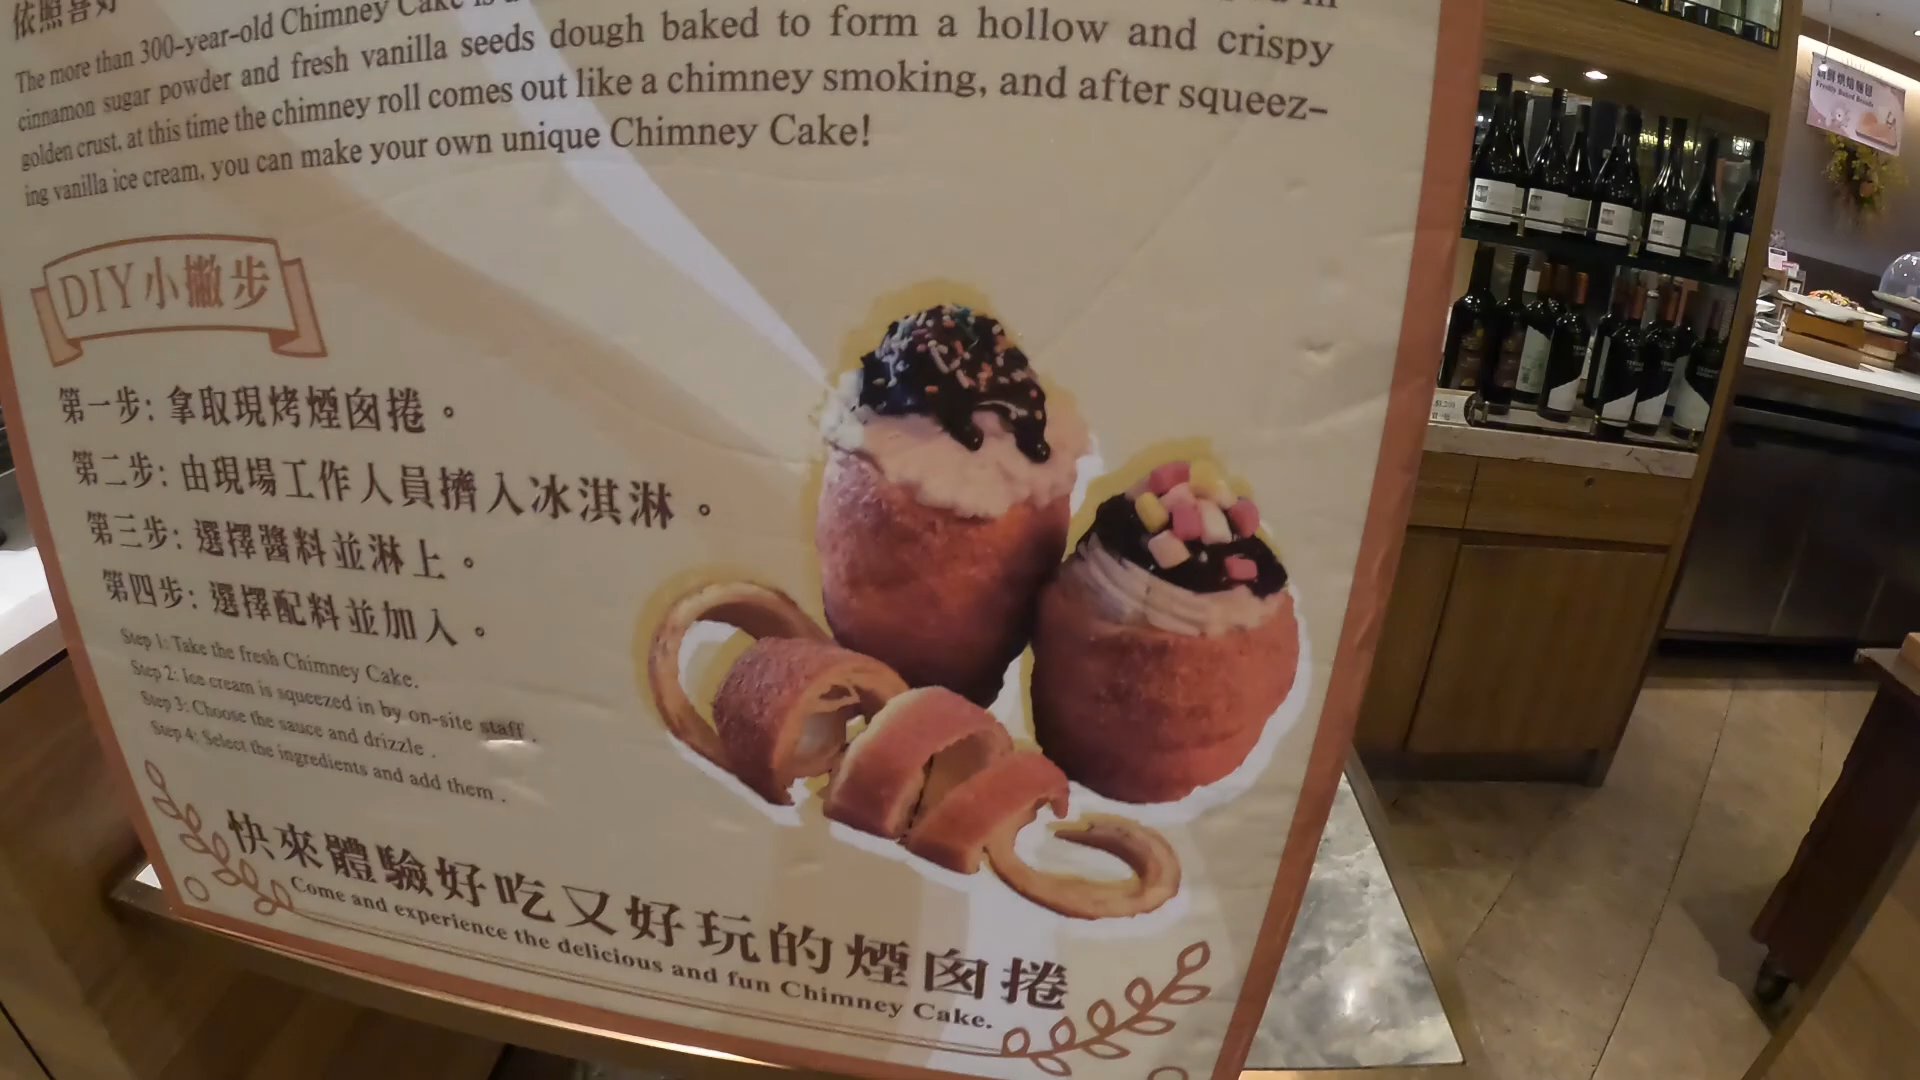 依照喜好
The more than 300-year-old Chimney Cake is
cinnamon sugar powder and fresh vanilla seeds dough baked to form a hollow and crispy
golden crust, at this time the chimney roll comes out like a chimney smoking, and after squeez-
ing vanilla ice cream, you can make your own unique Chimney Cake!
DIY小撇步
第一步: 拿取現烤煙囪捲。
第二步: 由現場工作人員擠入冰淇淋。
第三步: 選擇醬料並淋上。
第四步: 選擇配料並加入。
Step 1: Take the fresh Chimney Cake.
Step 2: Ice cream is squeezed in by on-site staff .
Step 3: Choose the sauce and drizzle .
Step 4: Select the ingredients and add them .
快來體驗好吃又好玩的煙囪捲
Come and experience the delicious and fun Chimney Cake.
Freshly Baked Breads